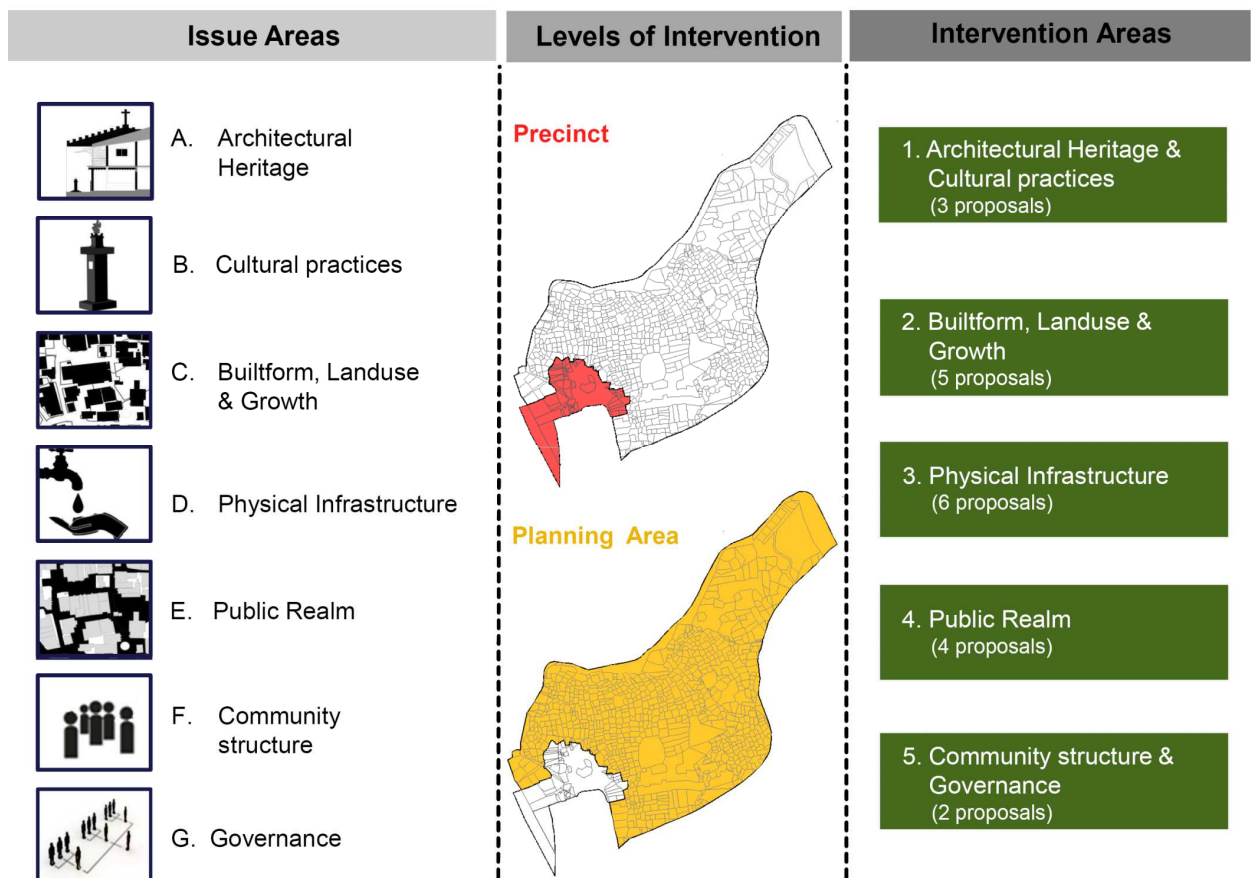 Issue Areas
Levels of Intervention
Intervention Areas
A. Architectural
Heritage
B. Cultural practices
C. Builtform, Landuse
& Growth
D. Physical Infrastructure
E. Public Realm
F. Community
structure
G. Governance
Precinct
Planning Area
1. Architectural Heritage &
Cultural practices
(3 proposals)
2. Builtform, Landuse &
Growth
(5 proposals)
3. Physical Infrastructure
(6 proposals)
4. Public Realm
(4 proposals)
5. Community structure &
Governance
(2 proposals)